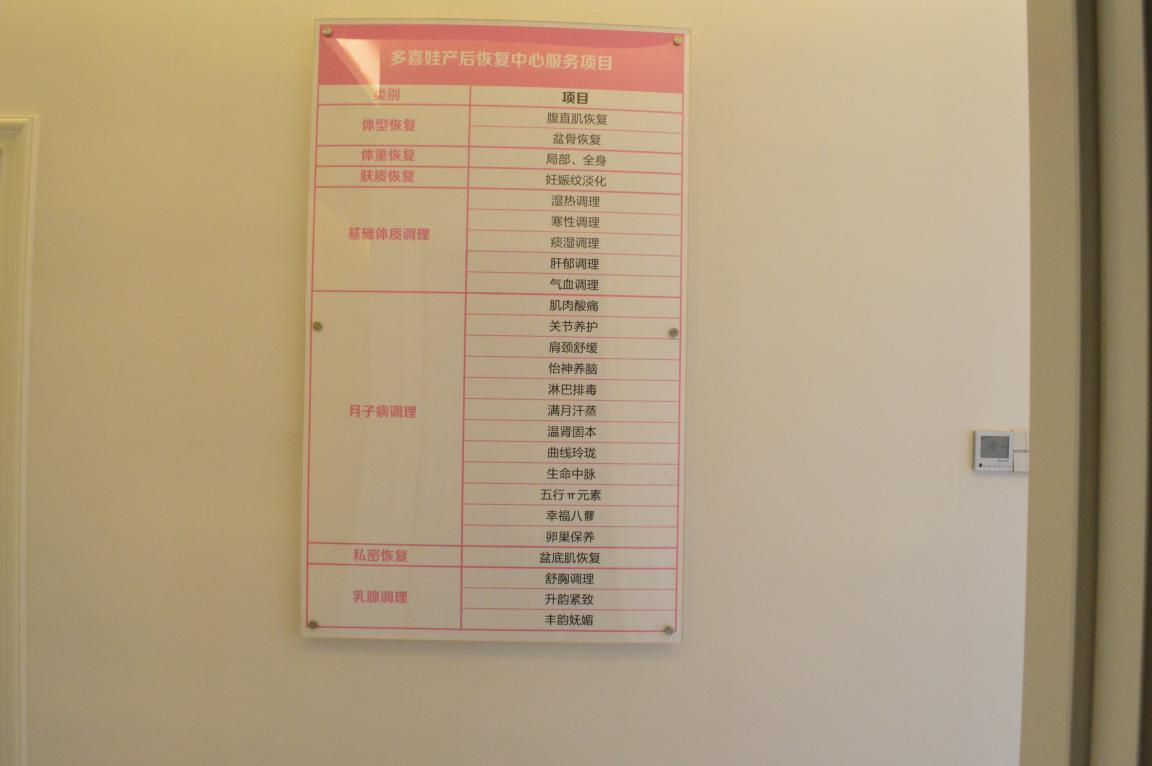 多喜娃产后恢复中心服务项目
类别 项目
体型恢复 腹直肌恢复
盆骨恢复
体重恢复 局部、全身
肤质恢复 妊娠纹淡化
基础体质调理 湿热调理
寒性调理
痰湿调理
肝郁调理
气血调理
月子病调理 肌肉酸痛
关节养护
肩颈舒缓
怡神养脑
淋巴排毒
满月汗蒸
温肾固本
曲线玲珑
生命中脉
五行π元素
幸福八髎
卵巢保养
私密恢复 盆底肌恢复
乳腺调理 舒胸调理
升韵紧致
丰韵妩媚